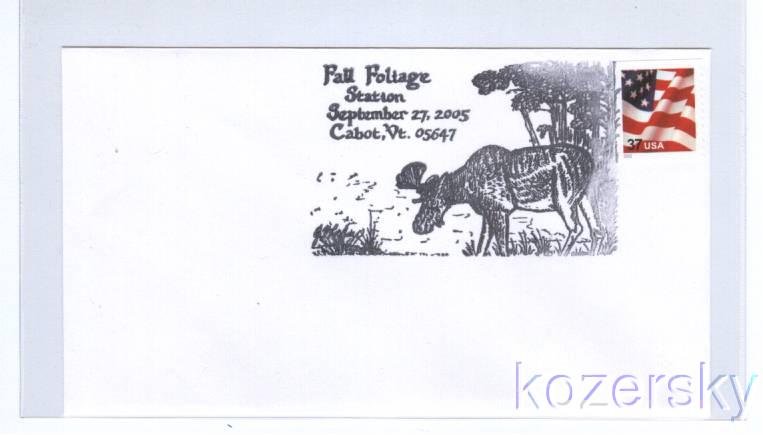 Fall Foliage
Station
September 27, 2005
Cabot, Vt. 05647
37 USA
kozersky